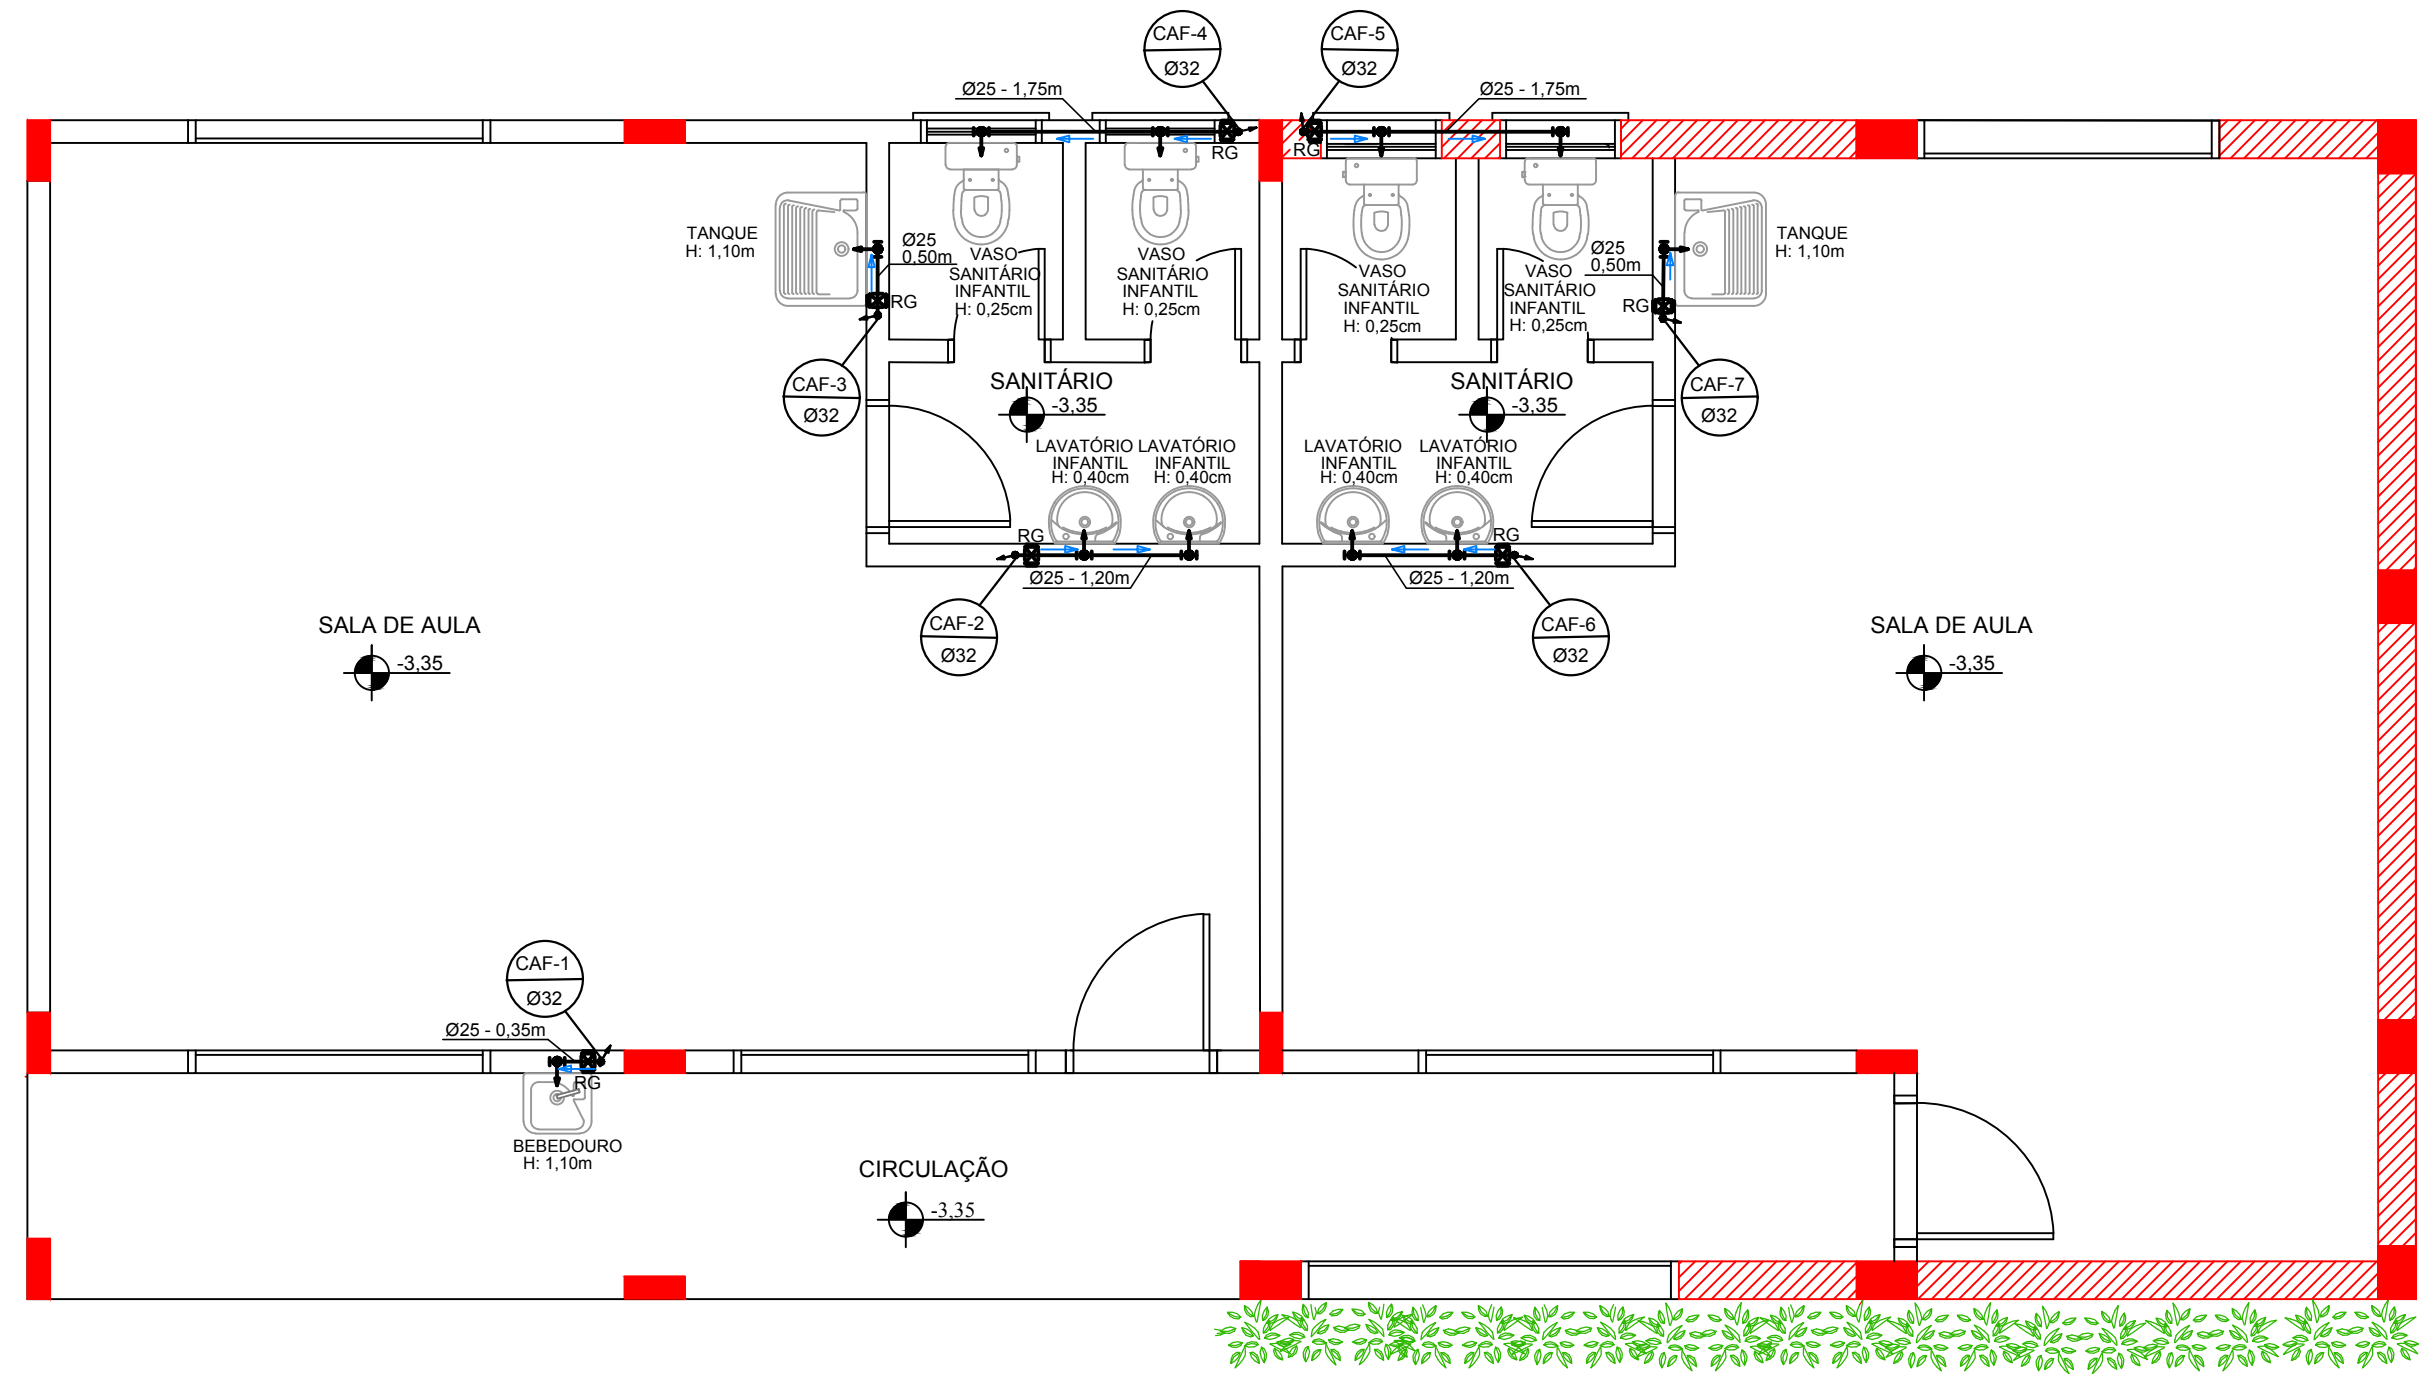 CAF-4
Ø32
CAF-5
Ø32
Ø25 - 1,75m
Ø25 - 1,75m
RG
RG
TANQUE
H: 1,10m
Ø25
0,50m
RG
VASO
SANITÁRIO
INFANTIL
H: 0,25cm
VASO
SANITÁRIO
INFANTIL
H: 0,25cm
VASO
SANITÁRIO
INFANTIL
H: 0,25cm
VASO
SANITÁRIO
INFANTIL
H: 0,25cm
Ø25
0,50m
RG
TANQUE
H: 1,10m
CAF-3
Ø32
SANITÁRIO
-3,35
SANITÁRIO
-3,35
CAF-7
Ø32
LAVATÓRIO
INFANTIL
H: 0,40cm
LAVATÓRIO
INFANTIL
H: 0,40cm
LAVATÓRIO
INFANTIL
H: 0,40cm
LAVATÓRIO
INFANTIL
H: 0,40cm
RG
RG
Ø25 - 1,20m
Ø25 - 1,20m
CAF-2
Ø32
CAF-6
Ø32
SALA DE AULA
-3,35
SALA DE AULA
-3,35
CAF-1
Ø32
Ø25 - 0,35m
RG
BEBEDOURO
H: 1,10m
CIRCULAÇÃO
-3,35